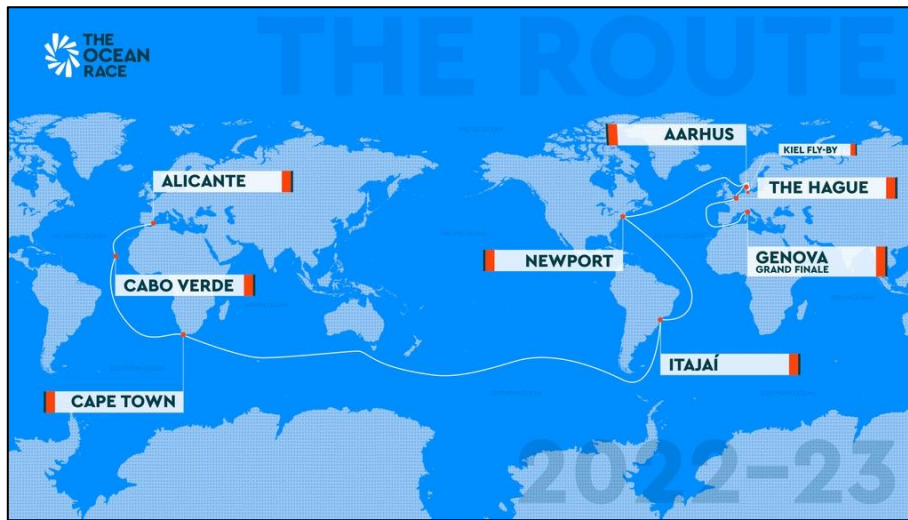 THE ROUTE
THE
OCEAN
RACE
AARHUS
KIEL FLY-BY
ALICANTE
THE HAGUE
NEWPORT
GENOVA
GRAND FINALE
CABO VERDE
ITAJAÍ
CAPE TOWN
2022-23